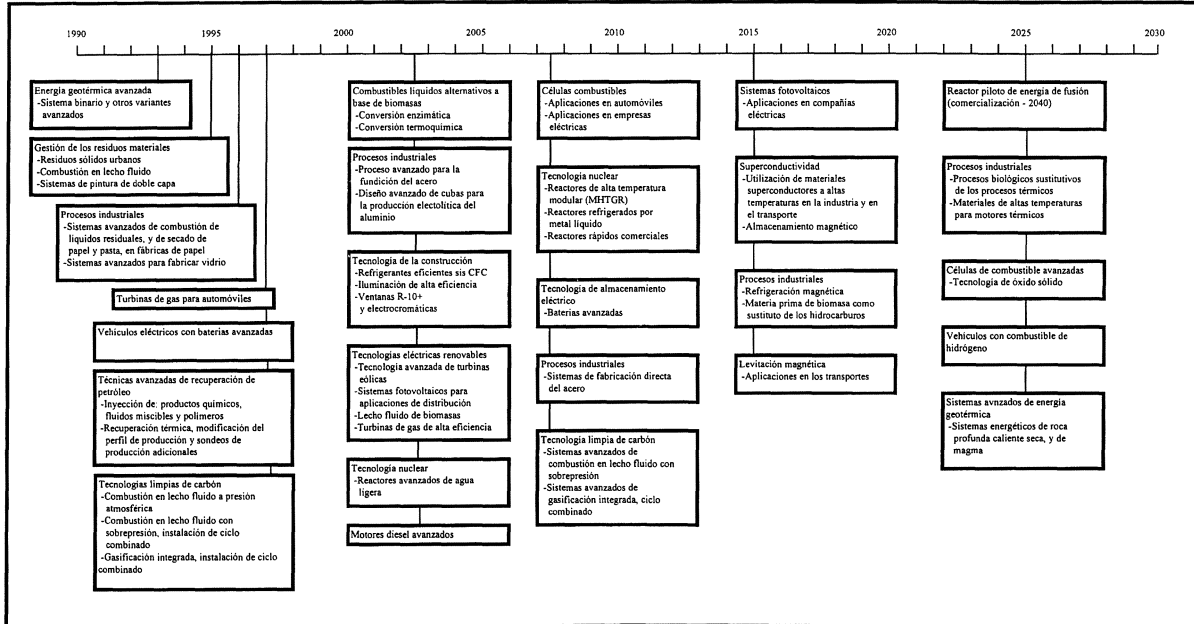 1990 1995 2000 2005 2010 2015 2020 2025 2030
Energía geotérmica avanzada
-Sistema binario y otros variantes
avanzados
Gestión de los residuos materiales
-Residuos sólidos urbanos
-Combustión en lecho fluido
-Sistemas de pintura de doble capa
Procesos industriales
-Sistemas avanzados de combustión de
líquidos residuales, y de secado de
papel y pasta, en fábricas de papel
-Sistemas avanzados para fabricar vidrio
Turbinas de gas para automóviles
Vehículos eléctricos con baterias avanzadas
Técnicas avanzadas de recuperación de
petróleo
-Inyección de: productos químicos,
fluidos miscibles y polímeros
-Recuperación térmica, modificación del
perfil de producción y sondeos de
producción adicionales
Tecnologías limpias de carbón
-Combustión en lecho fluido a presión
atmosférica
-Combustión en lecho fluido con
sobrepresión, instalación de ciclo
combinado
-Gasificación integrada, instalación de ciclo
combinado
Combustibles líquidos alternativos a
base de biomasas
-Conversión enzimática
-Conversión termoquímica
Procesos industriales
-Proceso avanzado para la
fundición del acero
-Diseño avanzado de cubas para
la producción electolítica del
aluminio
Tecnología de la construcción
-Refrigerantes eficientes sis CFC
-Iluminación de alta eficiencia
-Ventanas R-10+
y electrocromáticas
Tecnologías eléctricas renovables
-Tecnología avanzada de turbinas
eólicas
-Sistemas fotovoltaicos para
aplicaciones de distribución
-Lecho fluido de biomasas
-Turbinas de gas de alta eficiencia
Tecnología nuclear
-Reactores avanzados de agua
ligera
Motores diesel avanzados
Células combustibles
-Aplicaciones en automóviles
-Aplicaciones en empresas
eléctricas
Tecnología nuclear
-Reactores de alta temperatura
modular (MHTGR)
-Reactores refrigerados por
metal líquido
-Reactores rápidos comerciales
Tecnología de almacenamiento
eléctrico
-Baterias avanzadas
Procesos industriales
-Sistemas de fabricación directa
del acero
Tecnología limpia de carbón
-Sistemas avanzados de
combustión en lecho fluido con
sobrepresión
-Sistemas avanzados de
gasificación integrada, ciclo
combinado
Sistemas fotovoltaicos
-Aplicaciones en compañias
eléctricas
Superconductividad
-Utilización de materiales
superconductores a altas
temperaturas en la industria y en
el transporte
-Almacenamiento magnético
Procesos industriales
-Refrigeración magnética
-Materia prima de biomasa como
sustituto de los hidrocarburos
Levitación magnética
-Aplicaciones en los transportes
Reactor piloto de energía de fusión
(comercialización - 2040)
Procesos industriales
-Procesos biológicos sustitutivos
de los procesos térmicos
-Materiales de altas temperaturas
para motores térmicos
Células de combustible avanzadas
-Tecnología de óxido sólido
Vehículos con combustible de
hidrógeno
Sistemas avnzados de energía
geotérmica
-Sistemas energéticos de roca
profunda caliente seca, y de
magma